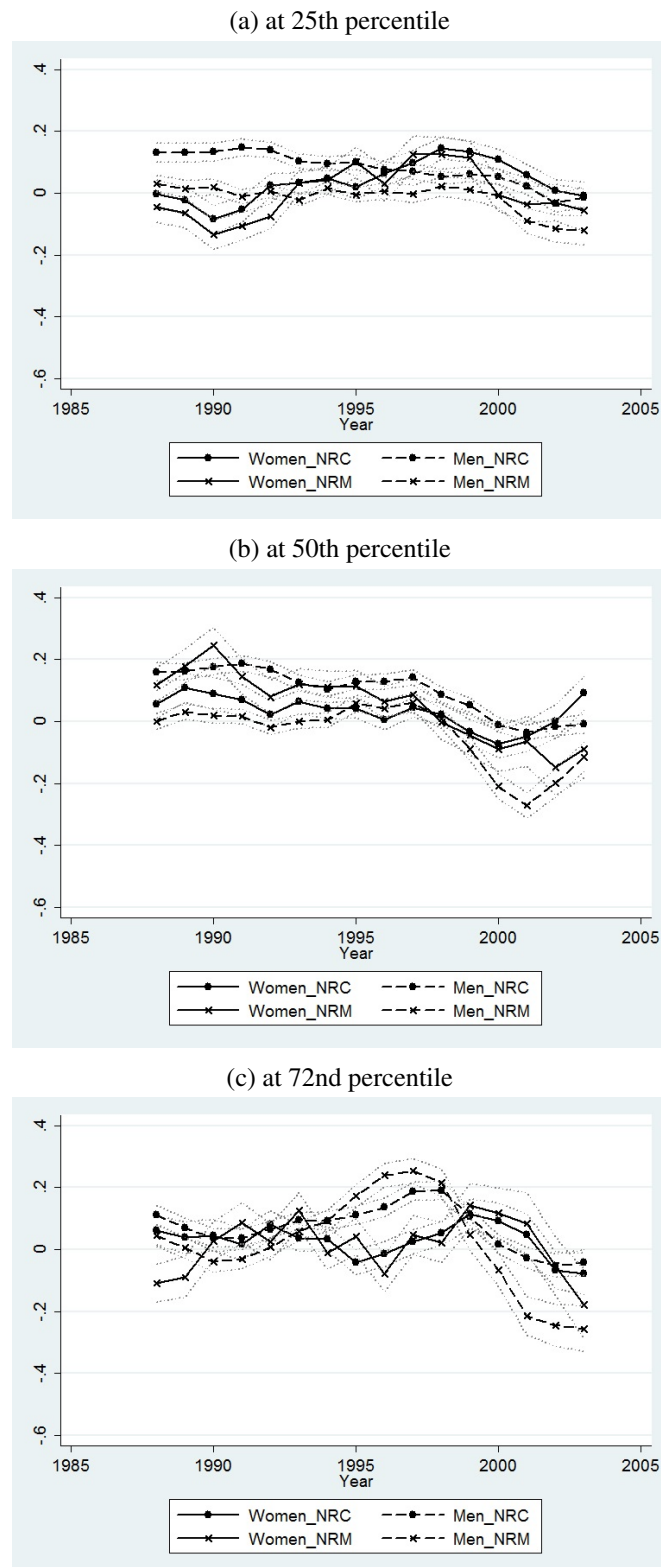 (a) at 25th percentile
.4
.2
0
-.2
-.4
-.6
1985 1990 1995 2000 2005
Year
Women_NRC Men_NRC
Women_NRM Men_NRM
(b) at 50th percentile
.4
.2
0
-.2
-.4
-.6
1985 1990 1995 2000 2005
Year
Women_NRC Men_NRC
Women_NRM Men_NRM
(c) at 72nd percentile
.4
.2
0
-.2
-.4
-.6
1985 1990 1995 2000 2005
Year
Women_NRC Men_NRC
Women_NRM Men_NRM